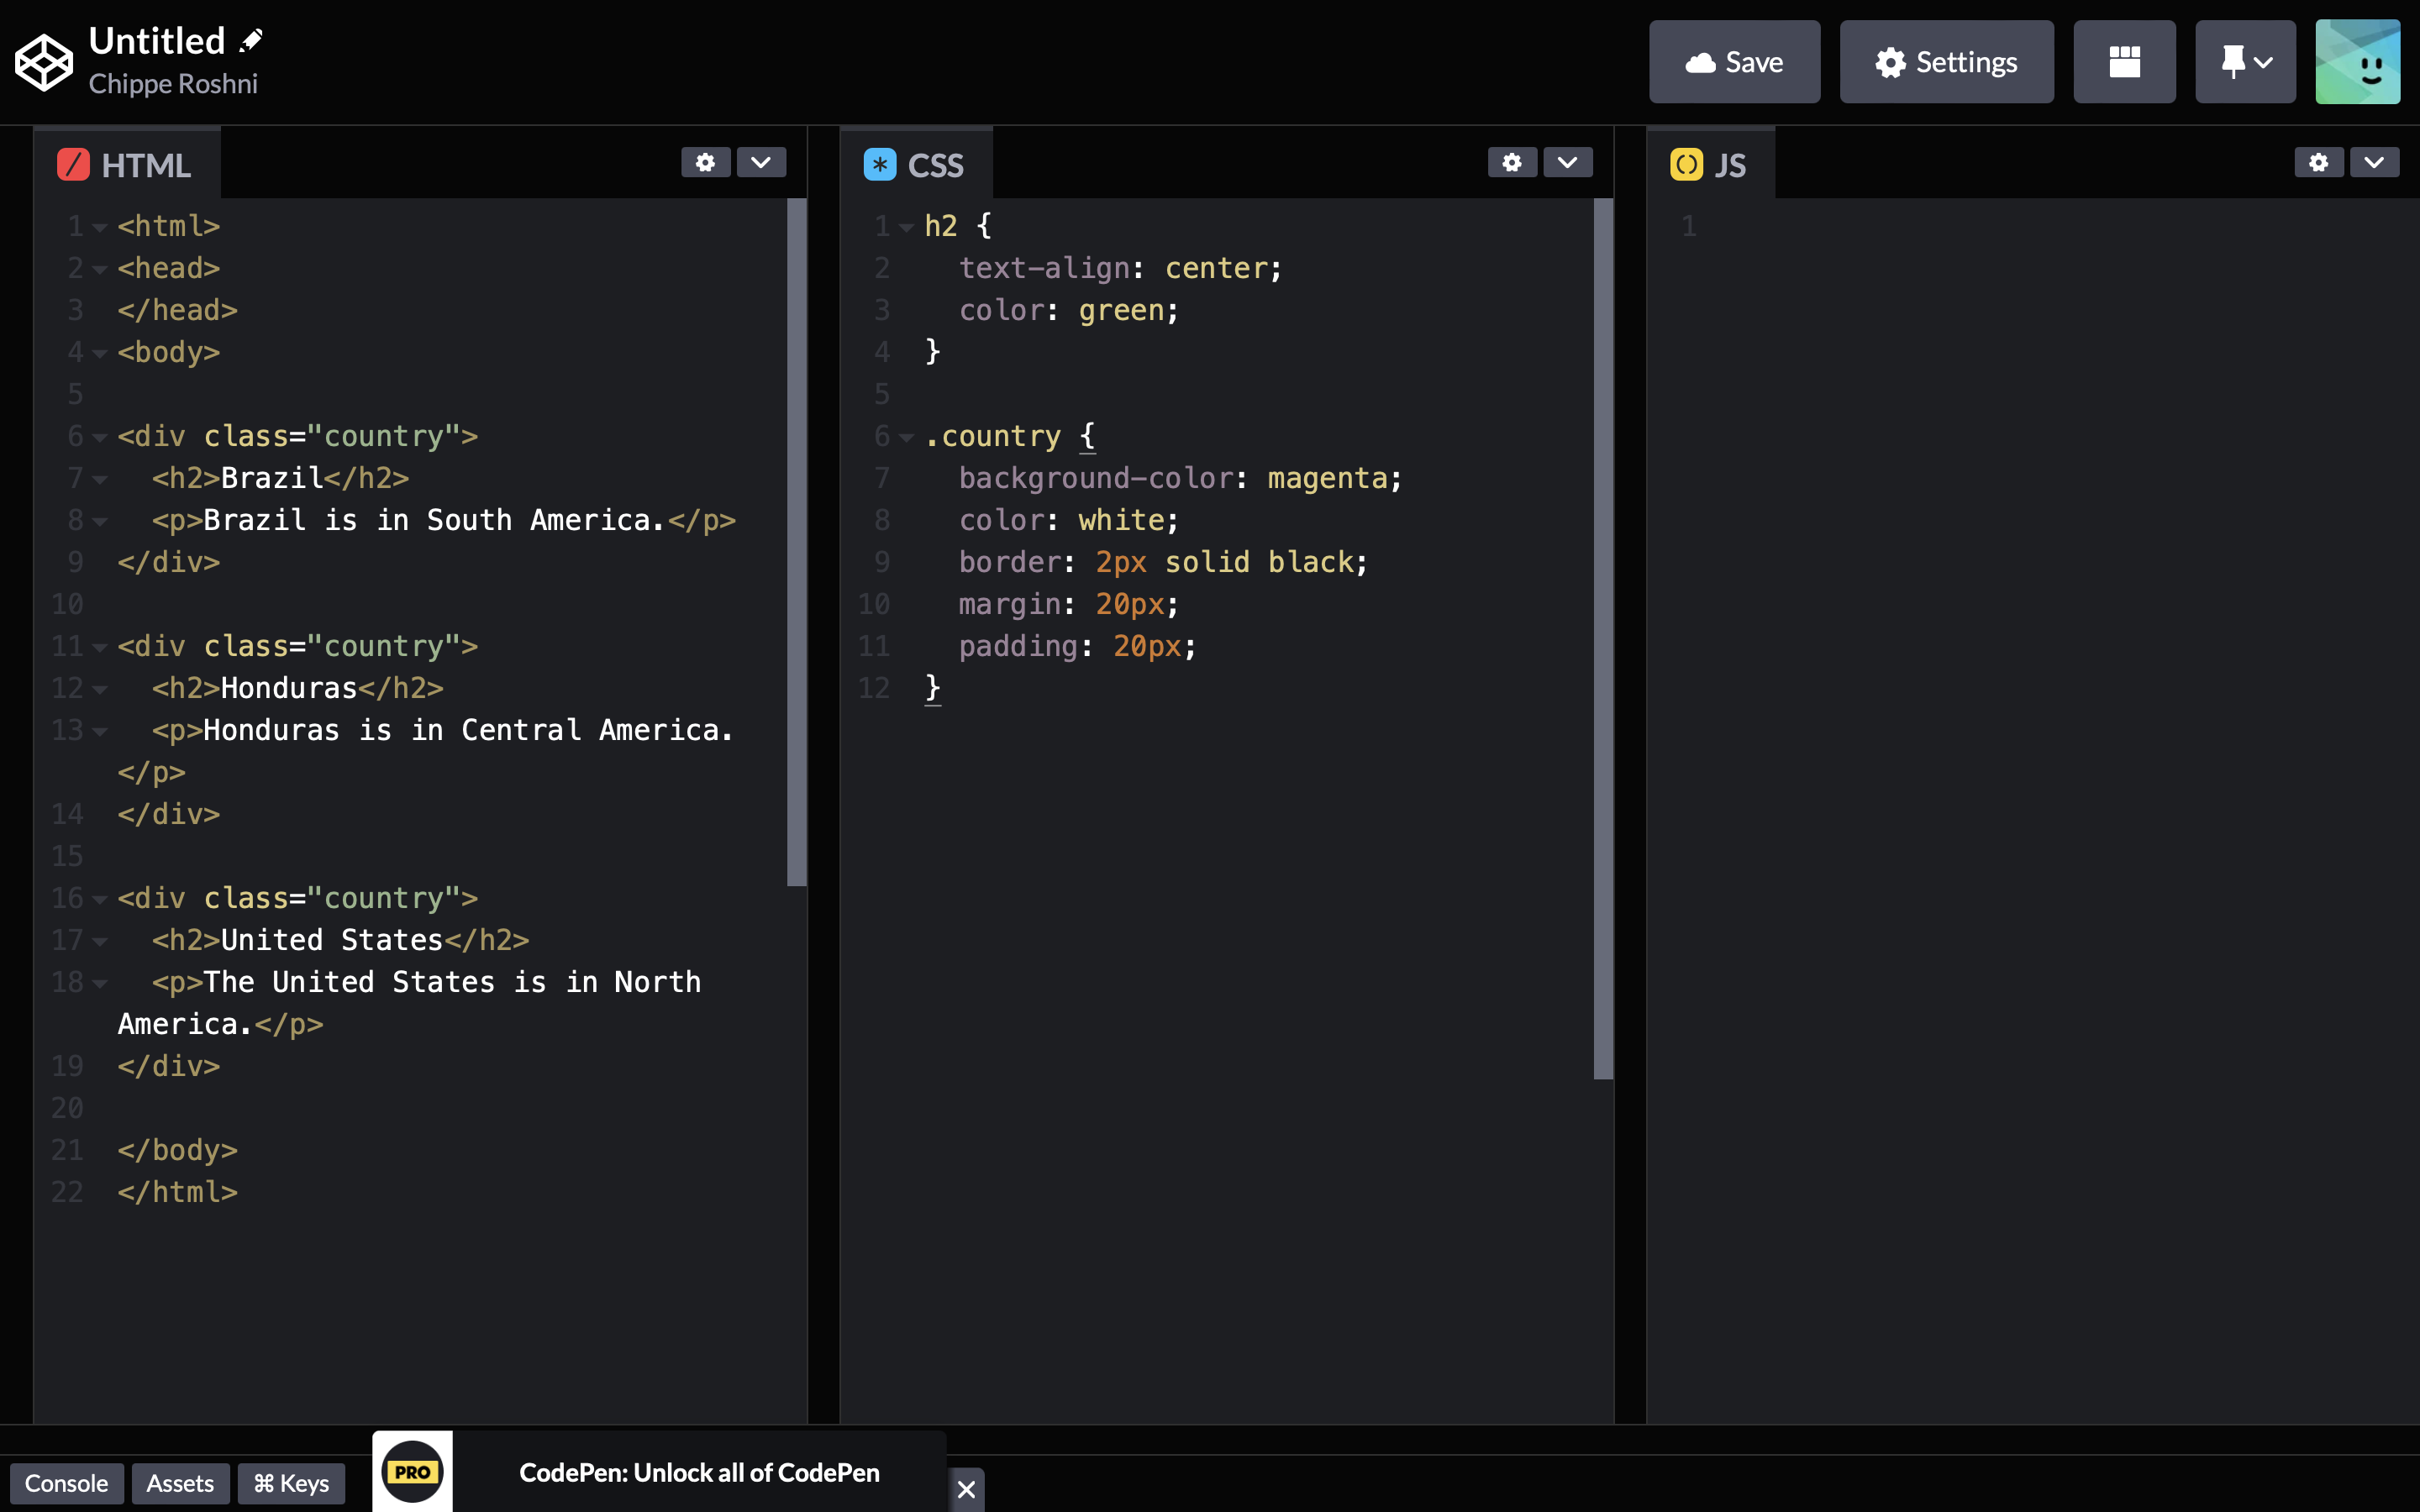 Untitled
Chippe Roshni
Save
Settings
HTML
1 <html>
2 <head>
3 </head>
4 <body>
5
6 <div class="country">
7 <h2>Brazil</h2>
8 <p>Brazil is in South America.</p>
9 </div>
10
11 <div class="country">
12 <h2>Honduras</h2>
13 <p>Honduras is in Central America.
</p>
14 </div>
15
16 <div class="country">
17 <h2>United States</h2>
18 <p>The United States is in North
America.</p>
19 </div>
20
21 </body>
22 </html>
CSS
1 h2 {
2 text-align: center;
3 color: green;
4 }
5
6 .country {
7 background-color: magenta;
8 color: white;
9 border: 2px solid black;
10 margin: 20px;
11 padding: 20px;
12 }
JS
1
Console
Assets
⌘ Keys
PRO
CodePen: Unlock all of CodePen